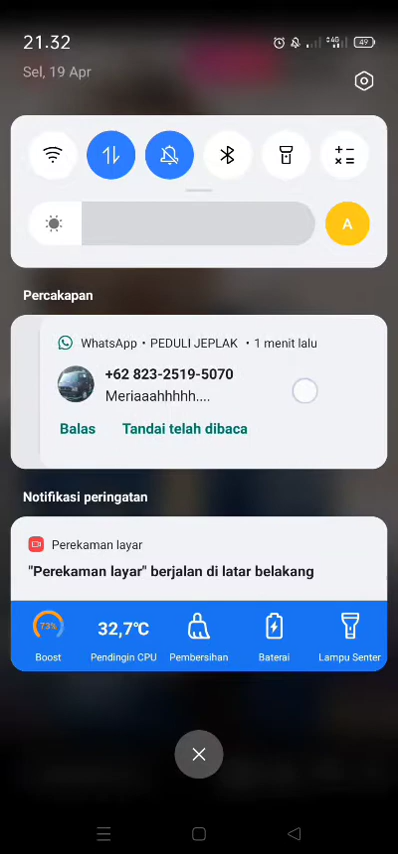 21.32
4G
49
Sel, 19 Apr
A
Percakapan
WhatsApp • PEDULI JEPLAK • 1 menit lalu
+62 823-2519-5070
Meriaaahhhhh....
Balas Tandai telah dibaca
Notifikasi peringatan
Perekaman layar
"Perekaman layar" berjalan di latar belakang
73% 32,7℃
Boost Pendingin CPU Pembersihan Baterai Lampu Senter